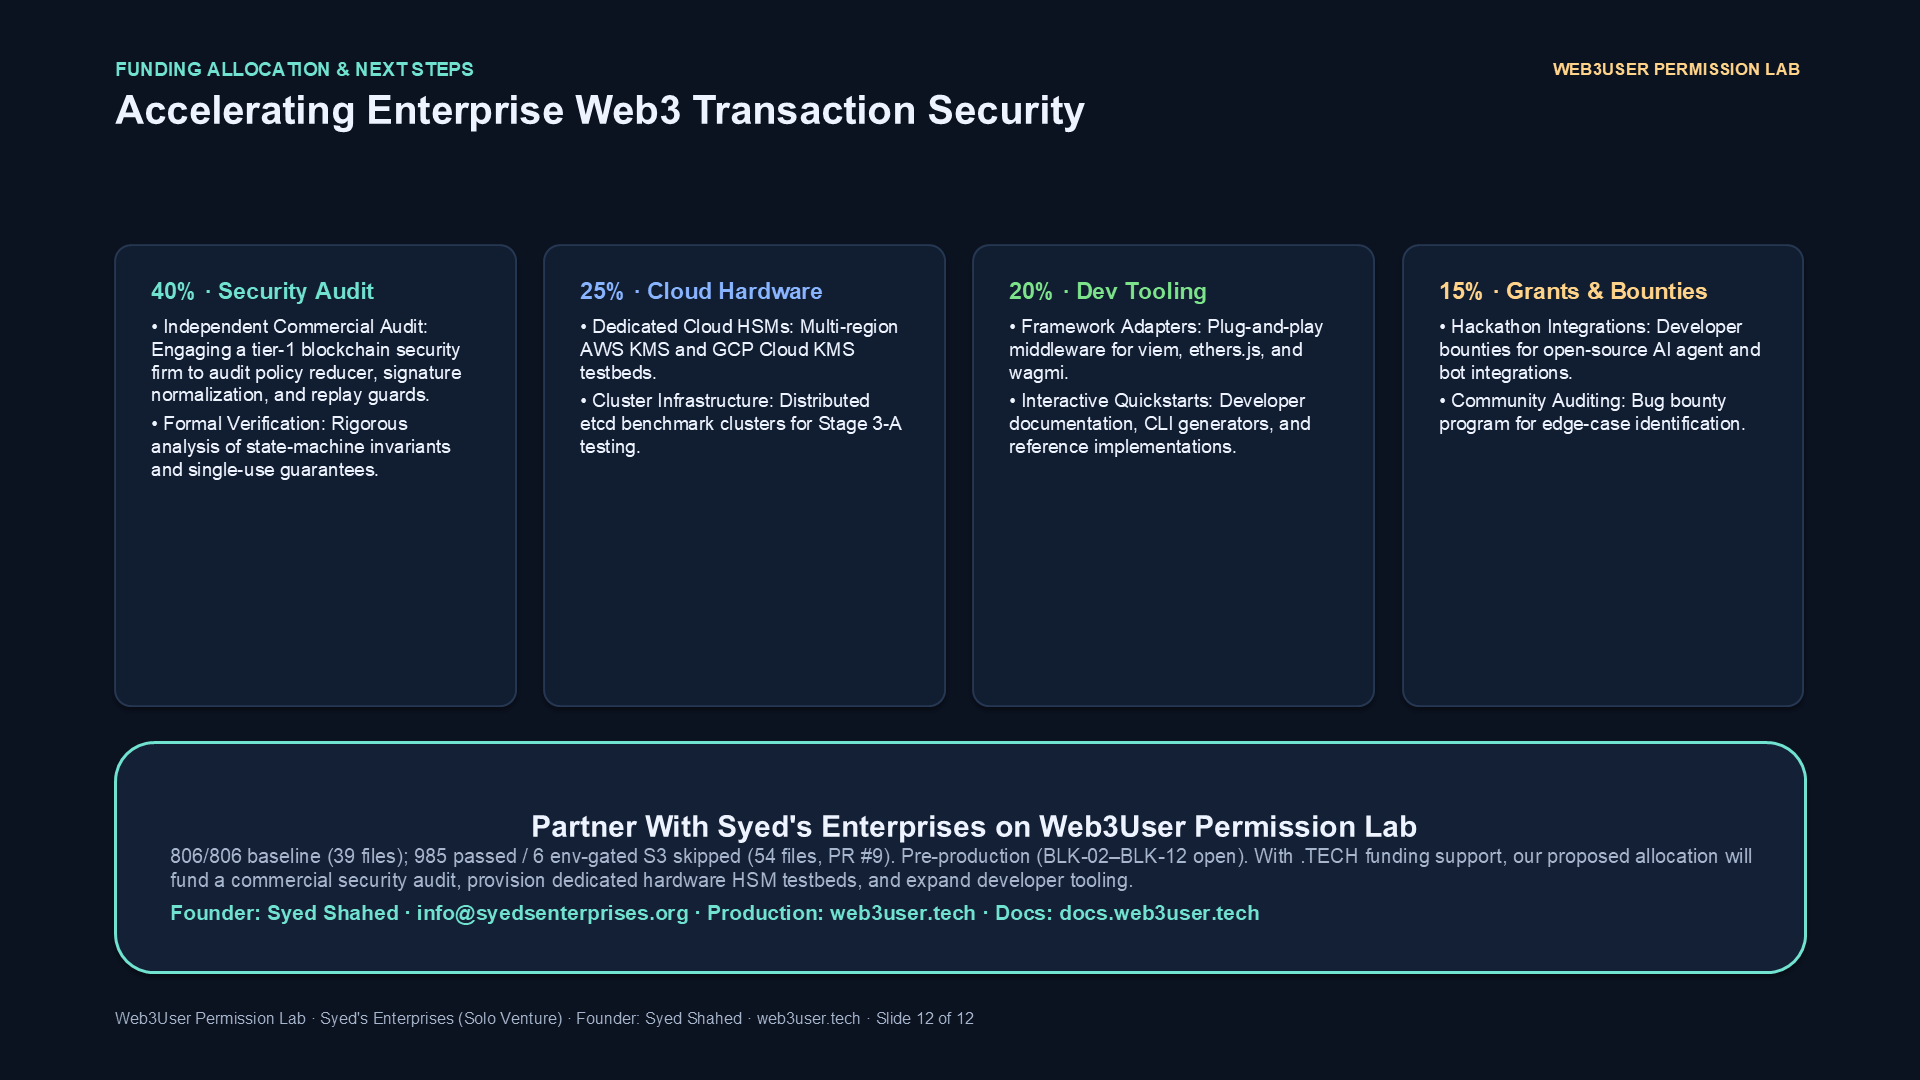 FUNDING ALLOCATION & NEXT STEPS
WEB3USER PERMISSION LAB
Accelerating Enterprise Web3 Transaction Security
40% · Security Audit
• Independent Commercial Audit:
Engaging a tier-1 blockchain security
firm to audit policy reducer, signature
normalization, and replay guards.
• Formal Verification: Rigorous
analysis of state-machine invariants
and single-use guarantees.
25% · Cloud Hardware
• Dedicated Cloud HSMs: Multi-region
AWS KMS and GCP Cloud KMS
testbeds.
• Cluster Infrastructure: Distributed
etcd benchmark clusters for Stage 3-A
testing.
20% · Dev Tooling
• Framework Adapters: Plug-and-play
middleware for viem, ethers.js, and
wagmi.
• Interactive Quickstarts: Developer
documentation, CLI generators, and
reference implementations.
15% · Grants & Bounties
• Hackathon Integrations: Developer
bounties for open-source AI agent and
bot integrations.
• Community Auditing: Bug bounty
program for edge-case identification.
Partner With Syed's Enterprises on Web3User Permission Lab
806/806 baseline (39 files); 985 passed / 6 env-gated S3 skipped (54 files, PR #9). Pre-production (BLK-02–BLK-12 open). With .TECH funding support, our proposed allocation will
fund a commercial security audit, provision dedicated hardware HSM testbeds, and expand developer tooling.
Founder: Syed Shahed · info@syedsenterprises.org · Production: web3user.tech · Docs: docs.web3user.tech
Web3User Permission Lab · Syed's Enterprises (Solo Venture) · Founder: Syed Shahed · web3user.tech · Slide 12 of 12